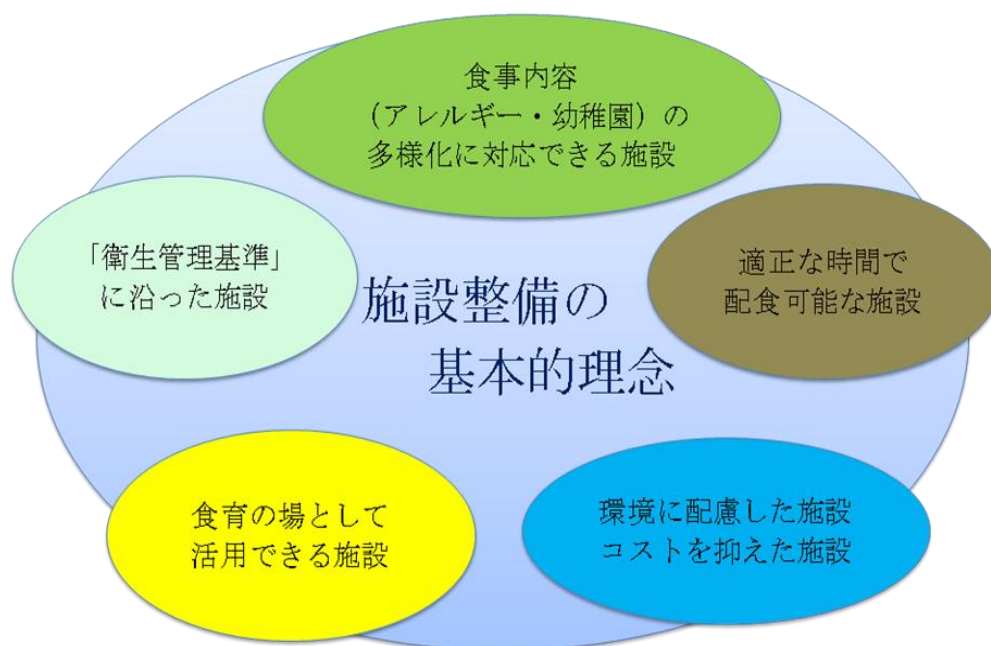 食事内容
（アレルギー・幼稚園）の
多様化に対応できる施設
「衛生管理基準」
に沿った施設
適正な時間で
配食可能な施設
施設整備の
基本的理念
食育の場として
活用できる施設
環境に配慮した施設
コストを抑えた施設